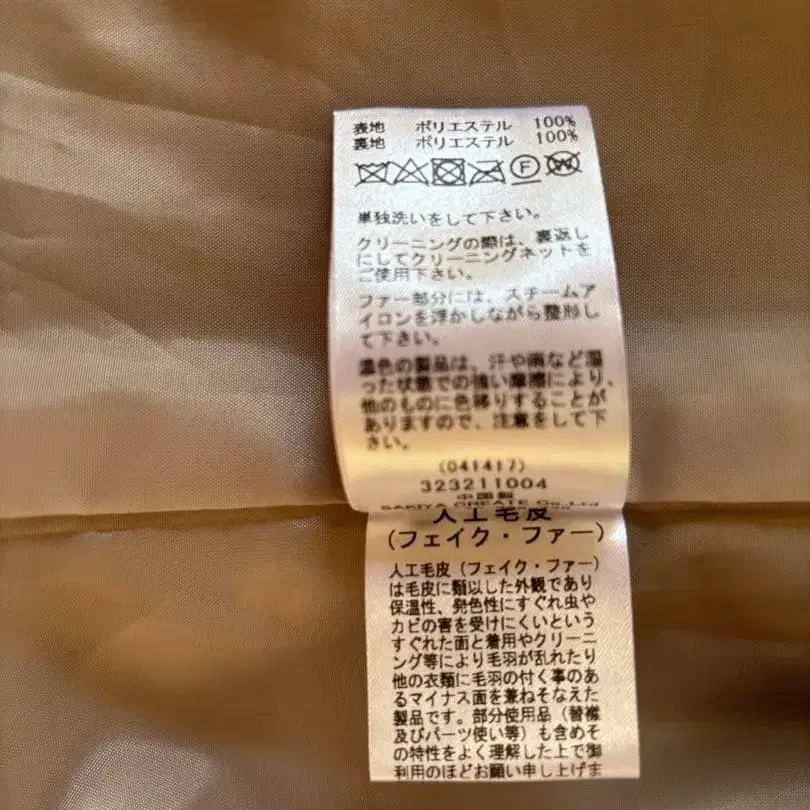 表地 ポリエステル 100%
裏地 ポリエステル 100%
F W
単独洗いをして下さい。
クリーニングの際は、裏返し
にしてクリーニングネットを
ご使用下さい。
ファー部分には、スチームア
イロンを浮かしながら整形し
て下さい。
濃色の製品は、汗や雨など湿
った状態での強い摩擦により、
他のものに色移りすることが
ありますので、注意をして下
さい。
(041417)
323211004
中国製
SAKIYA CREATE Co.Ltd
人工毛皮
(フェイク・ファー)
人工毛皮(フェイク・ファー)
は毛皮に類以した外観であり
保温性、発色性にすぐれ虫や
カビの害を受けにくいという
すぐれた面と着用やクリーニ
ング等により毛羽が乱れたり
他の衣類に毛羽の付く事のあ
るマイナス面を兼ねそなえた
製品です。部分使用品(替襟
及びパーツ使い等)も含めそ
の特性をよく理解した上で御
利用のほどお願い申し上げま